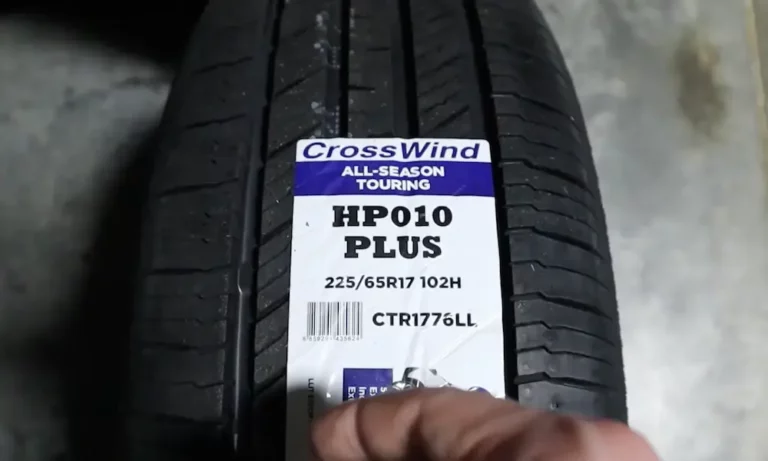 CrossWind
ALL-SEASON
TOURING
HP010
PLUS
225/65R17 102H
CTR1776LL